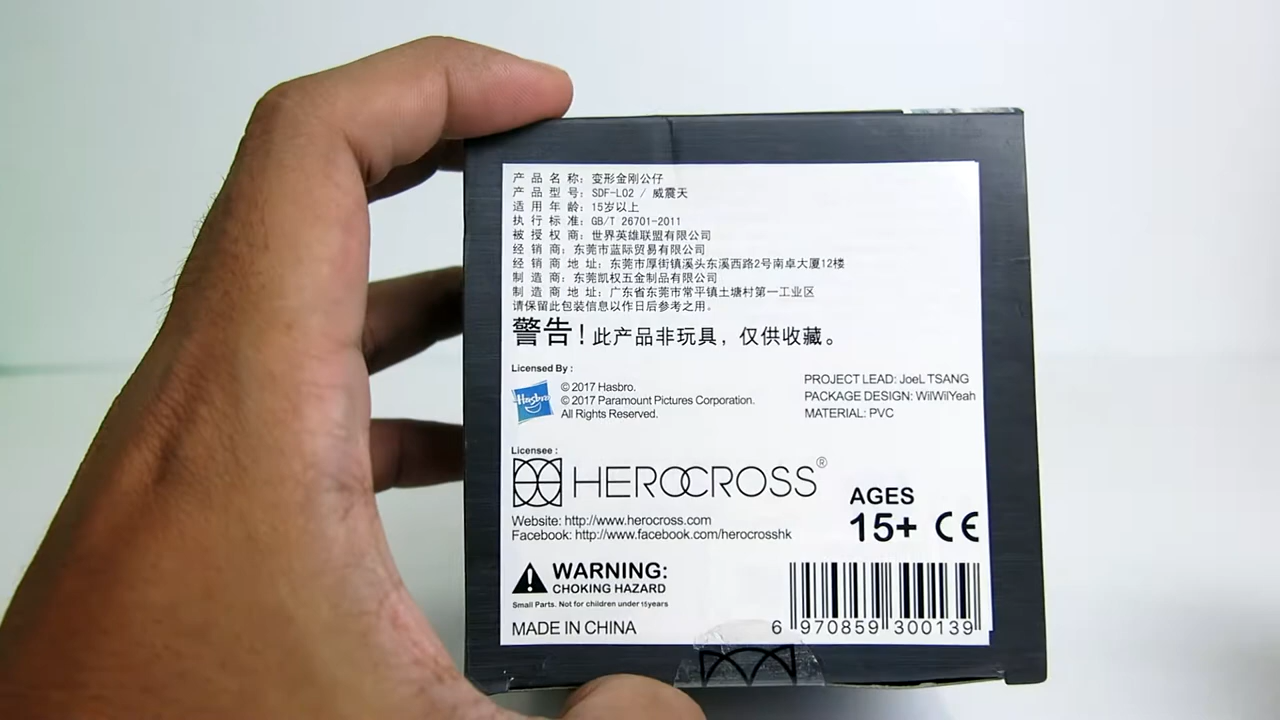 产品名称：变形金刚公仔
产品型号：SDF-L02 / 威震天
适用年龄：15岁以上
执行标准：GB/T 26701-2011
被授权商：世界英雄联盟有限公司
经销商：东莞市蓝际贸易有限公司
经销商地址：东莞市厚街镇溪头东溪西路2号南卓大厦12楼
制造商：东莞凯权五金制品有限公司
制造商地址：广东省东莞市常平镇土塘村第一工业区
请保留此包装信息以作日后参考之用。
警告！此产品非玩具，仅供收藏。
Licensed By :
Hasbro
© 2017 Hasbro.
© 2017 Paramount Pictures Corporation.
All Rights Reserved.
PROJECT LEAD: JoeL TSANG
PACKAGE DESIGN: WilWilYeah
MATERIAL: PVC
Licensee :
HEROCROSS®
Website: http://www.herocross.com
Facebook: http://www.facebook.com/herocrosshk
AGES
15+ CE
WARNING:
CHOKING HAZARD
Small Parts. Not for children under 15years
MADE IN CHINA
6 970859 300139